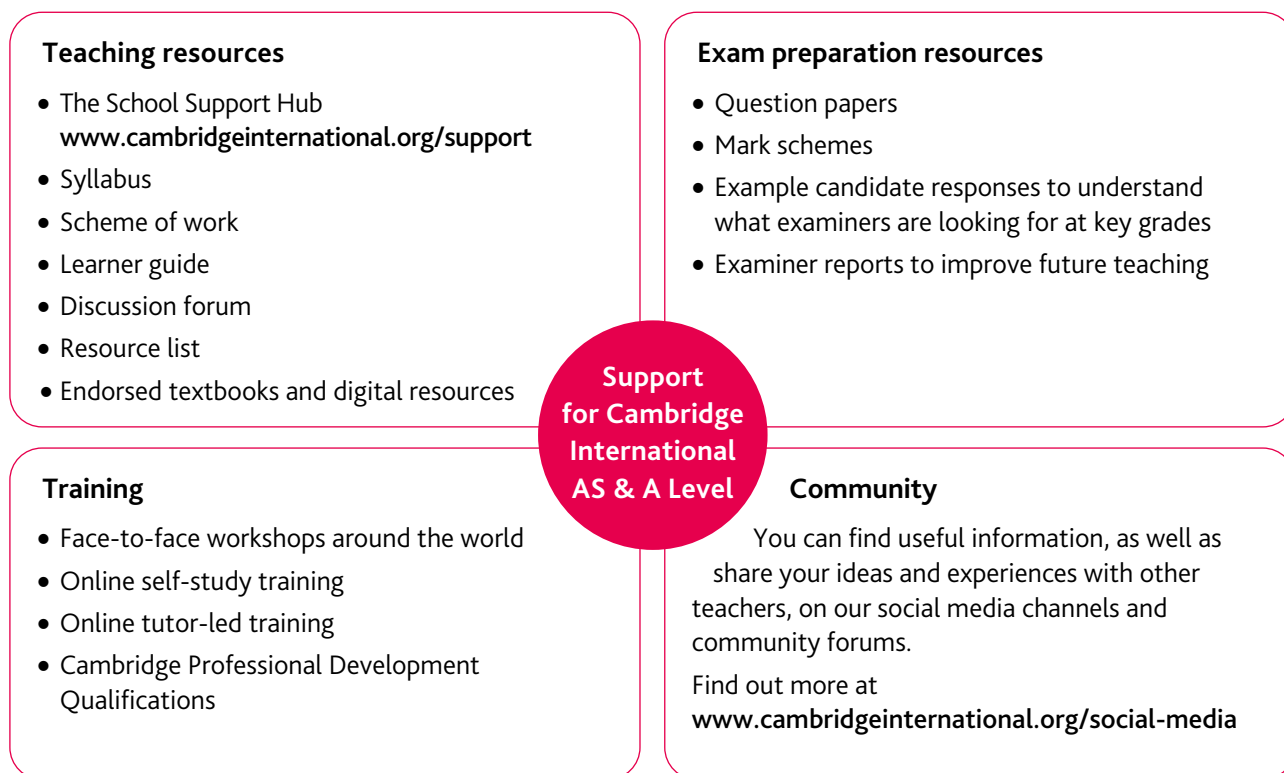 Teaching resources
• The School Support Hub
www.cambridgeinternational.org/support
• Syllabus
• Scheme of work
• Learner guide
• Discussion forum
• Resource list
• Endorsed textbooks and digital resources
Exam preparation resources
• Question papers
• Mark schemes
• Example candidate responses to understand
what examiners are looking for at key grades
• Examiner reports to improve future teaching
Support
for Cambridge
International
AS & A Level
Training
• Face-to-face workshops around the world
• Online self-study training
• Online tutor-led training
• Cambridge Professional Development
Qualifications
Community
You can find useful information, as well as
share your ideas and experiences with other
teachers, on our social media channels and
community forums.
Find out more at
www.cambridgeinternational.org/social-media